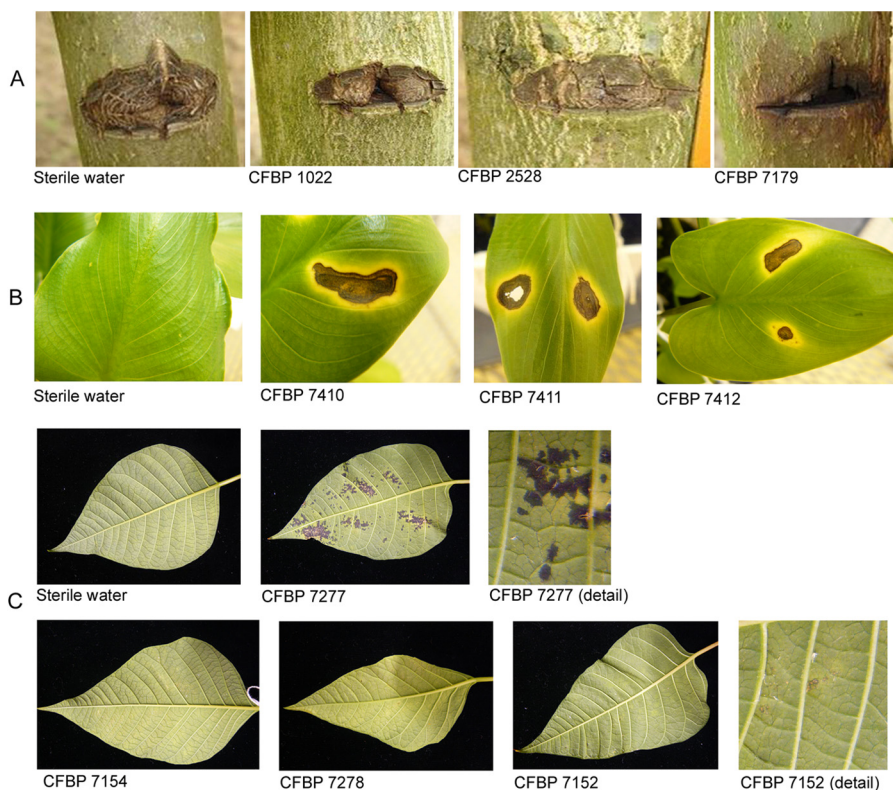 A
Sterile water
CFBP 1022
CFBP 2528
CFBP 7179
B
Sterile water
CFBP 7410
CFBP 7411
CFBP 7412
C
Sterile water
CFBP 7277
CFBP 7277 (detail)
CFBP 7154
CFBP 7278
CFBP 7152
CFBP 7152 (detail)